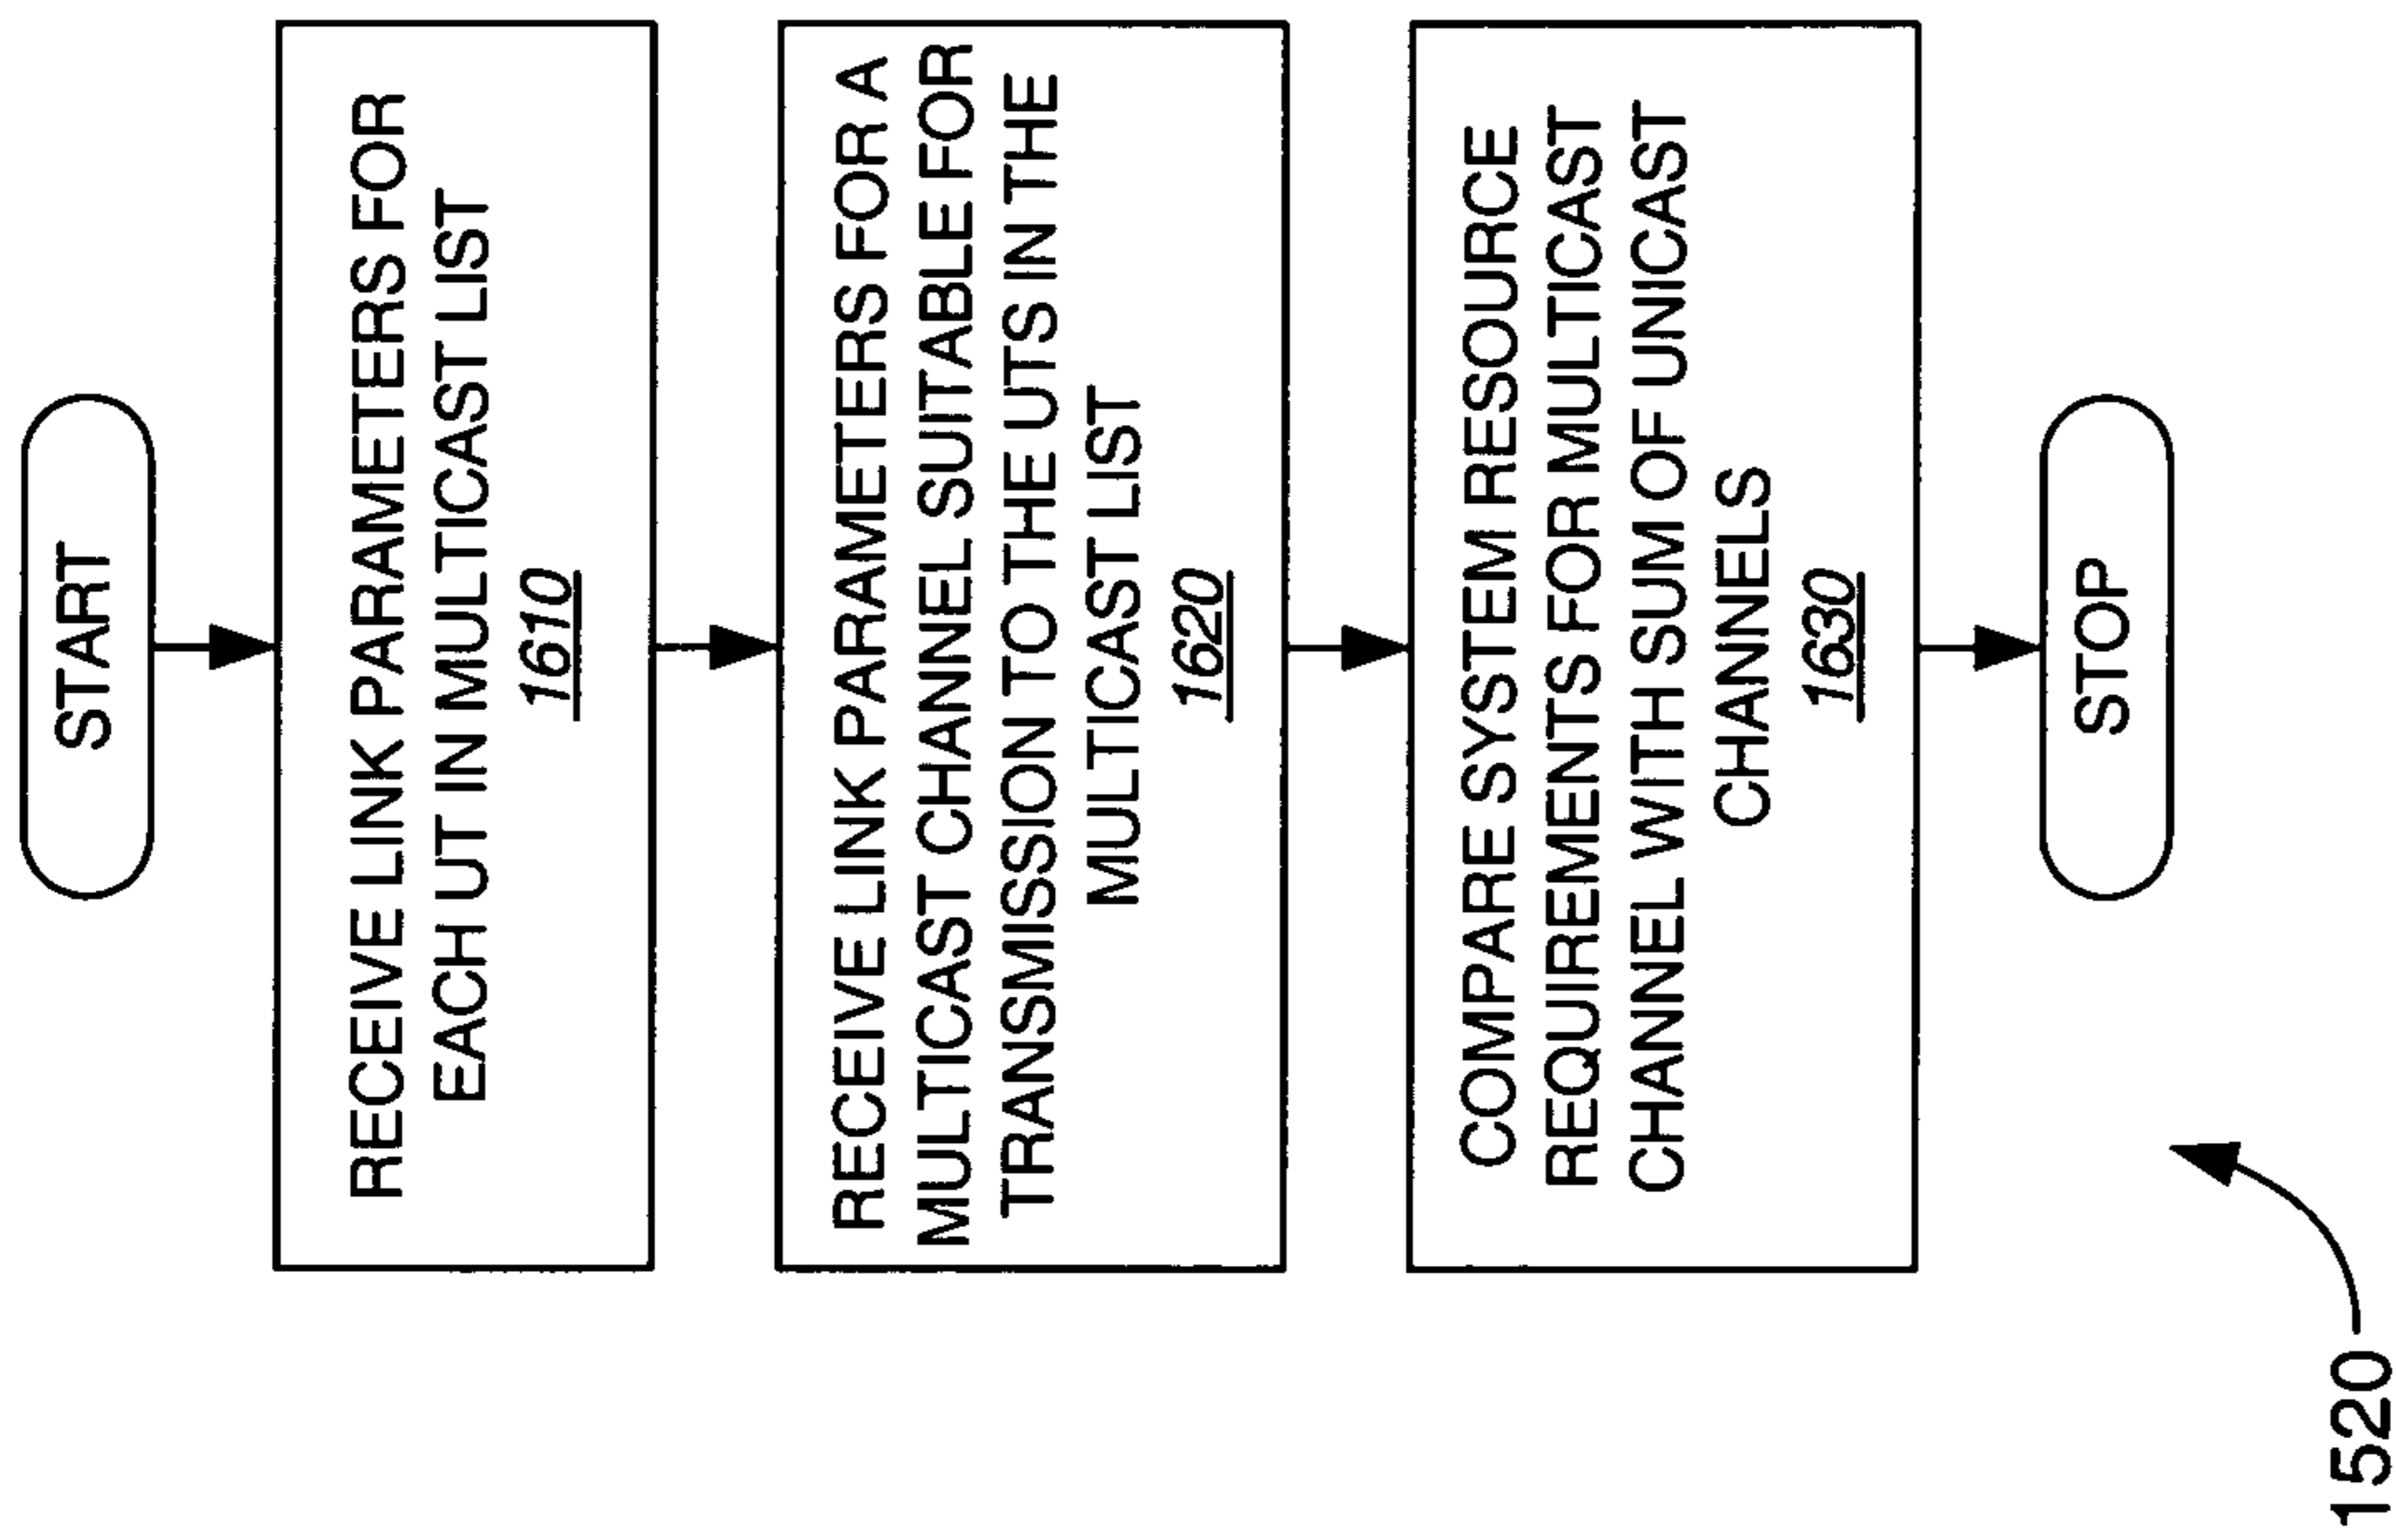 START
RECEIVE LINK PARAMETERS FOR
EACH UT IN MULTICAST LIST
1610
RECEIVE LINK PARAMETERS FOR A
MULTICAST CHANNEL SUITABLE FOR
TRANSMISSION TO THE UTS IN THE
MULTICAST LIST
1620
COMPARE SYSTEM RESOURCE
REQUIREMENTS FOR MULTICAST
CHANNEL WITH SUM OF UNICAST
CHANNELS
1630
STOP
1520